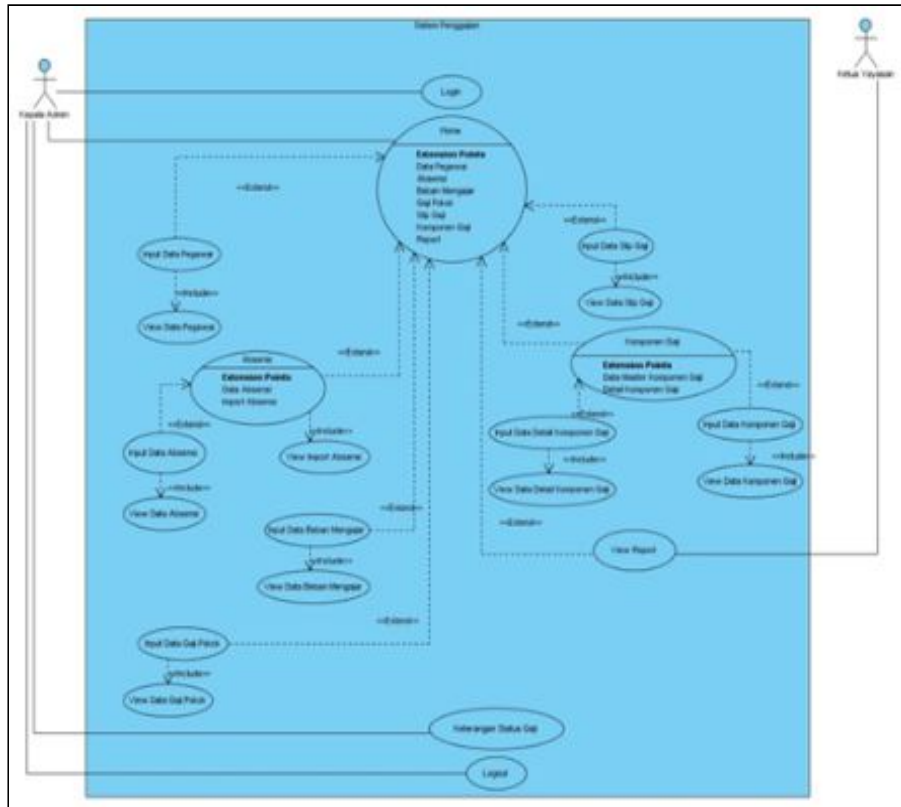 Sistem Penggajian
Kepala Admin
Ketua Yayasan
Login
Home
Extension Points
Data Pegawai
Absensi
Beban Mengajar
Gaji Pokok
Slip Gaji
Komponen Gaji
Report
<<Extend>>
Input Data Pegawai
<<Include>>
View Data Pegawai
<<Extend>>
Input Data Slip Gaji
<<Include>>
View Data Slip Gaji
<<Extend>>
Absensi
Extension Points
Data Absensi
Import Absensi
<<Extend>>
Input Data Absensi
<<Include>>
View Data Absensi
<<Include>>
View Import Absensi
<<Extend>>
Komponen Gaji
Extension Points
Data Master Komponen Gaji
Detail Komponen Gaji
<<Extend>>
Input Data Detail Komponen Gaji
<<Include>>
View Data Detail Komponen Gaji
<<Extend>>
Input Data Komponen Gaji
<<Include>>
View Data Komponen Gaji
<<Extend>>
Input Data Beban Mengajar
<<Include>>
View Data Beban Mengajar
<<Extend>>
View Report
<<Extend>>
Input Data Gaji Pokok
<<Include>>
View Data Gaji Pokok
Keterangan Status Gaji
Logout